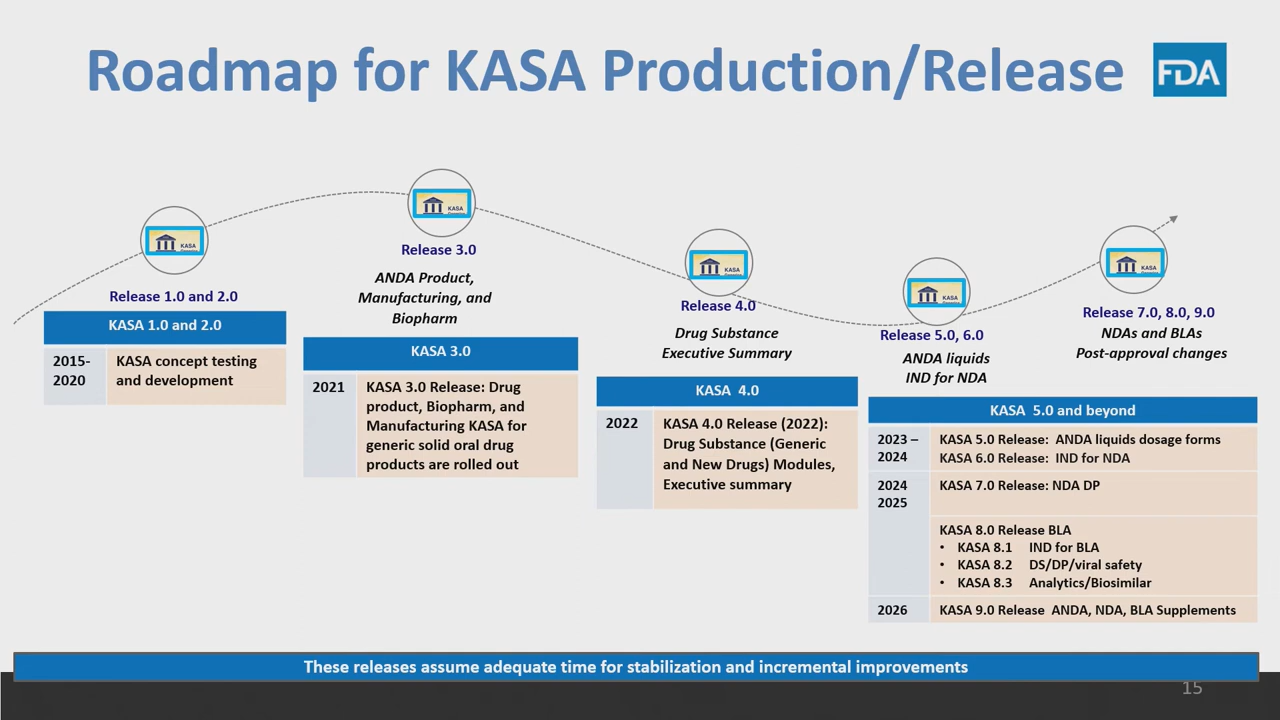 Roadmap for KASA Production/Release
FDA
KASA
Release 1.0 and 2.0
KASA 1.0 and 2.0
2015-
2020
KASA concept testing
and development
KASA
Release 3.0
ANDA Product,
Manufacturing, and
Biopharm
KASA 3.0
2021
KASA 3.0 Release: Drug
product, Biopharm, and
Manufacturing KASA for
generic solid oral drug
products are rolled out
KASA
Release 4.0
Drug Substance
Executive Summary
KASA 4.0
2022
KASA 4.0 Release (2022):
Drug Substance (Generic
and New Drugs) Modules,
Executive summary
KASA
Release 5.0, 6.0
ANDA liquids
IND for NDA
KASA
Release 7.0, 8.0, 9.0
NDAs and BLAs
Post-approval changes
KASA 5.0 and beyond
2023 –
2024
KASA 5.0 Release: ANDA liquids dosage forms
KASA 6.0 Release: IND for NDA
2024
2025
KASA 7.0 Release: NDA DP
KASA 8.0 Release BLA
• KASA 8.1 IND for BLA
• KASA 8.2 DS/DP/viral safety
• KASA 8.3 Analytics/Biosimilar
2026
KASA 9.0 Release ANDA, NDA, BLA Supplements
These releases assume adequate time for stabilization and incremental improvements
15